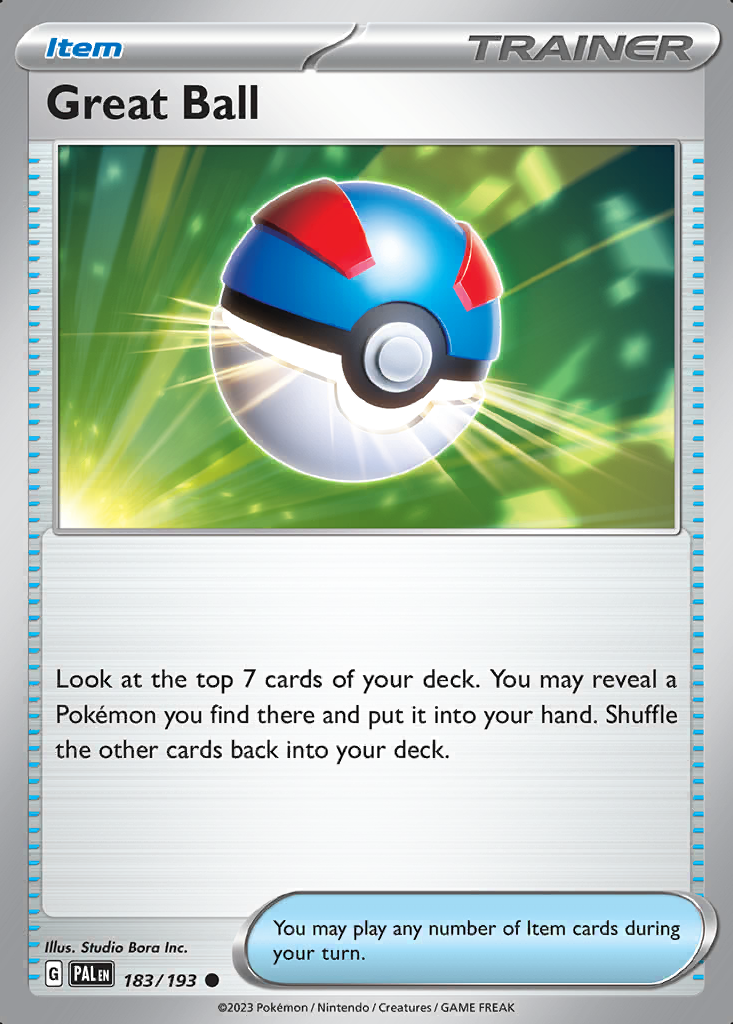 Item
TRAINER
Great Ball
Look at the top 7 cards of your deck. You may reveal a
Pokémon you find there and put it into your hand. Shuffle
the other cards back into your deck.
You may play any number of Item cards during
your turn.
Illus. Studio Bora Inc.
G PAL EN 183/193
©2023 Pokémon / Nintendo / Creatures / GAME FREAK